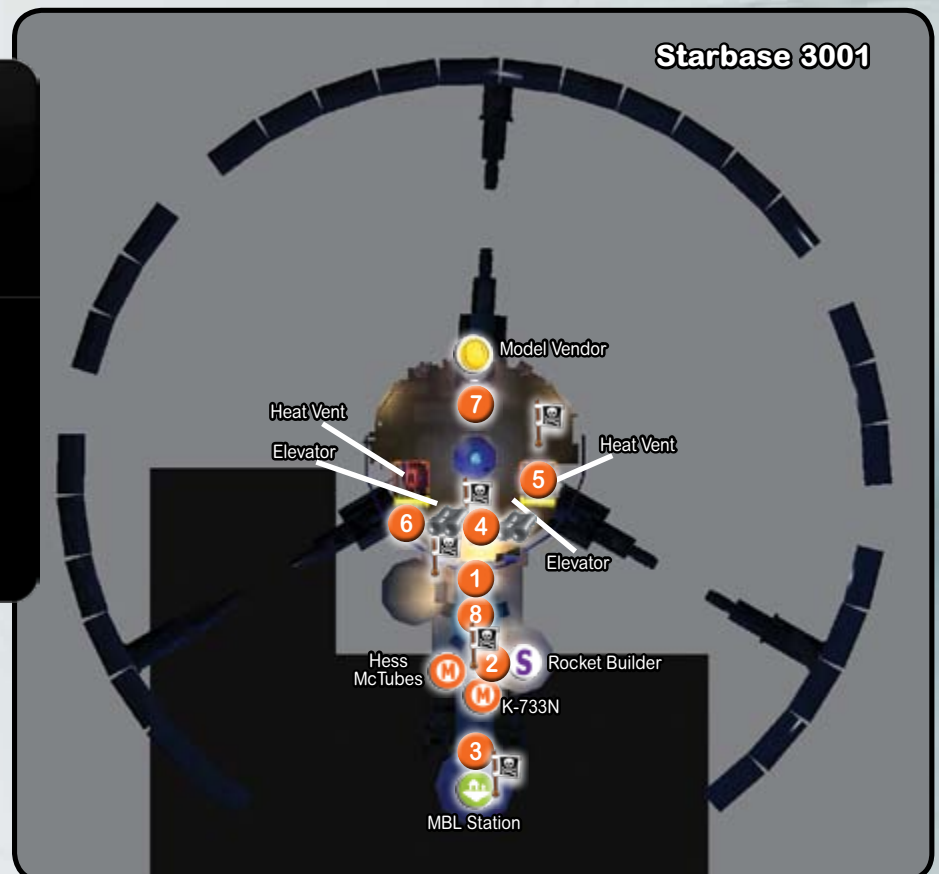 Starbase 3001
Model Vendor
7
Heat Vent
Heat Vent
Elevator
5
6
4
Elevator
1
8
Hess
McTubes
M
2
S
Rocket Builder
M
K-733N
3
MBL Station